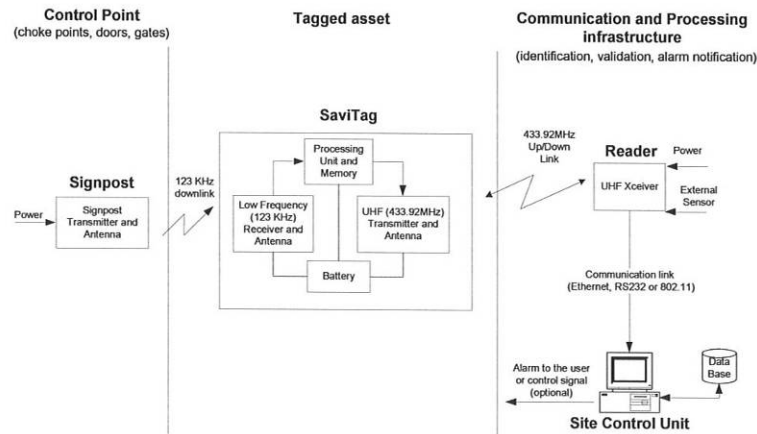 Control Point
(choke points, doors, gates)
Tagged asset
Communication and Processing
infrastructure
(identification, validation, alarm notification)
Signpost
Power
Signpost
Transmitter and
Antenna
123 KHz
downlink
SaviTag
Processing
Unit and
Memory
Low Frequency
(123 KHz)
Receiver and
Antenna
UHF (433.92MHz)
Transmitter and
Antenna
Battery
433.92MHz
Up/Down
Link
Reader
Power
UHF Xceiver
External
Sensor
Communication link
(Ethernet, RS232 or 802.11)
Alarm to the user
or control signal
(optional)
Data
Base
Site Control Unit